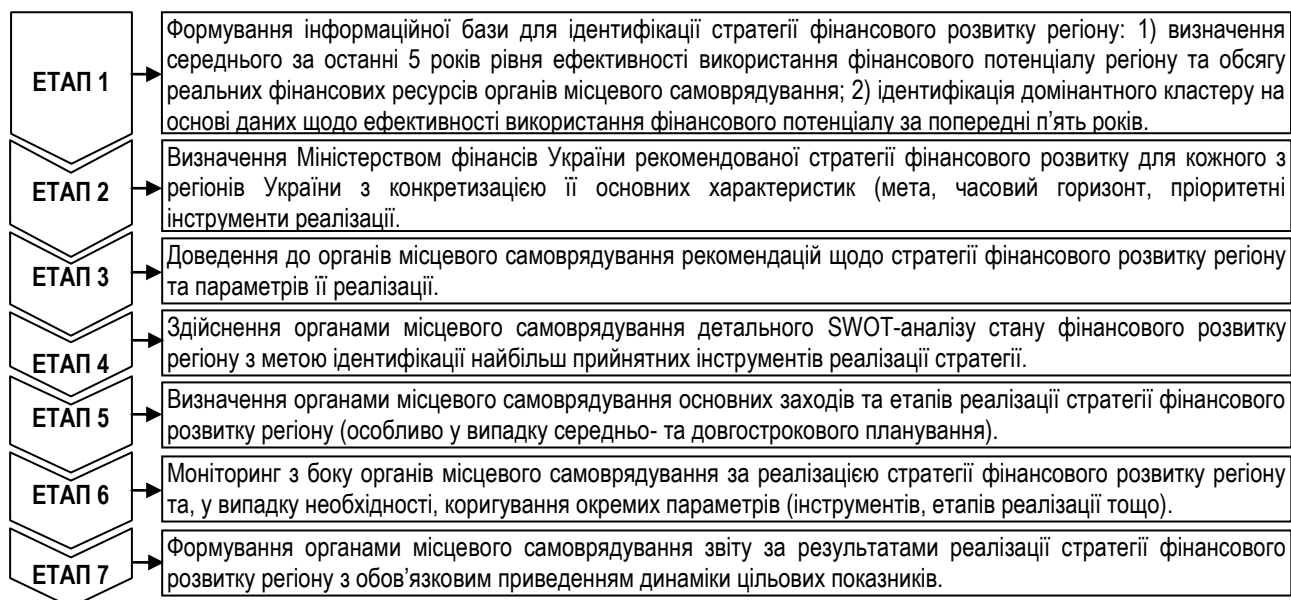 ЕТАП 1
Формування інформаційної бази для ідентифікації стратегії фінансового розвитку регіону: 1) визначення
середнього за останні 5 років рівня ефективності використання фінансового потенціалу регіону та обсягу
реальних фінансових ресурсів органів місцевого самоврядування; 2) ідентифікація домінантного кластеру на
основі даних щодо ефективності використання фінансового потенціалу за попередні п’ять років.
ЕТАП 2
Визначення Міністерством фінансів України рекомендованої стратегії фінансового розвитку для кожного з
регіонів України з конкретизацією її основних характеристик (мета, часовий горизонт, пріоритетні
інструменти реалізації.
ЕТАП 3
Доведення до органів місцевого самоврядування рекомендацій щодо стратегії фінансового розвитку регіону
та параметрів її реалізації.
ЕТАП 4
Здійснення органами місцевого самоврядування детального SWOT-аналізу стану фінансового розвитку
регіону з метою ідентифікації найбільш прийнятних інструментів реалізації стратегії.
ЕТАП 5
Визначення органами місцевого самоврядування основних заходів та етапів реалізації стратегії фінансового
розвитку регіону (особливо у випадку середньо- та довгострокового планування).
ЕТАП 6
Моніторинг з боку органів місцевого самоврядування за реалізацією стратегії фінансового розвитку регіону
та, у випадку необхідності, коригування окремих параметрів (інструментів, етапів реалізації тощо).
ЕТАП 7
Формування органами місцевого самоврядування звіту за результатами реалізації стратегії фінансового
розвитку регіону з обов’язковим приведенням динаміки цільових показників.